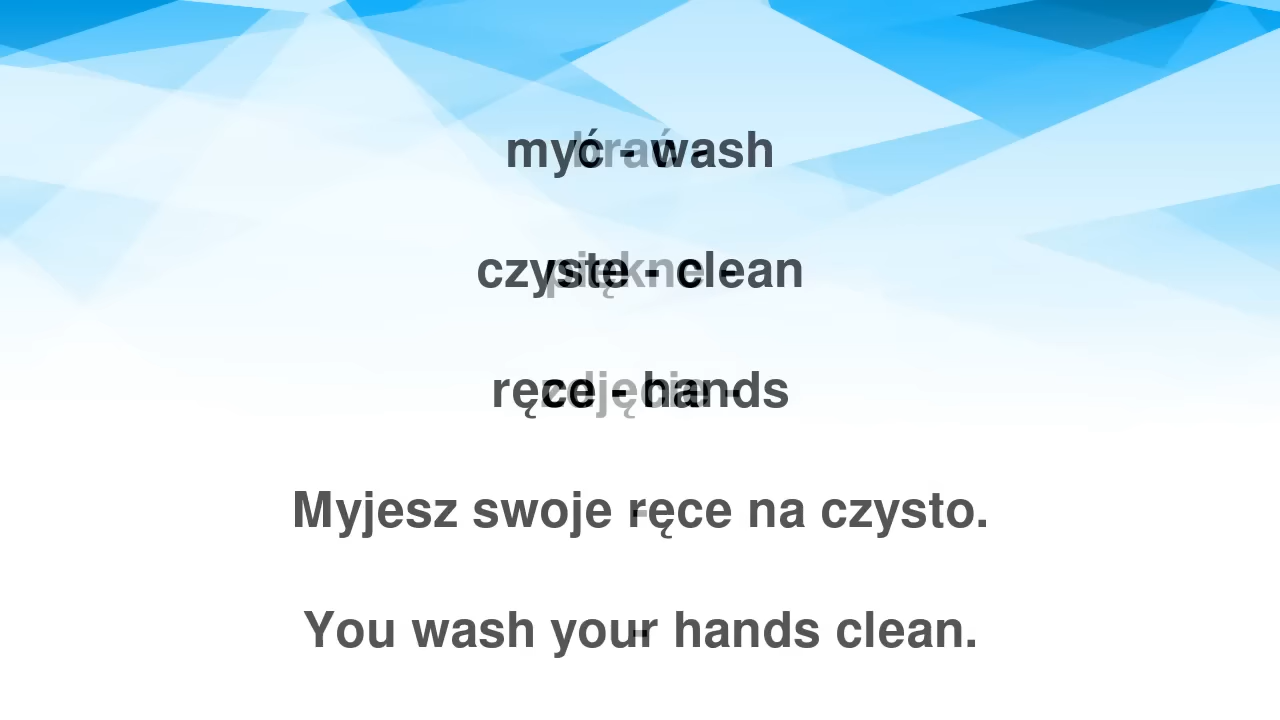 myć - wash
czyste - clean
ręce - hands
Myjesz swoje ręce na czysto.
You wash your hands clean.